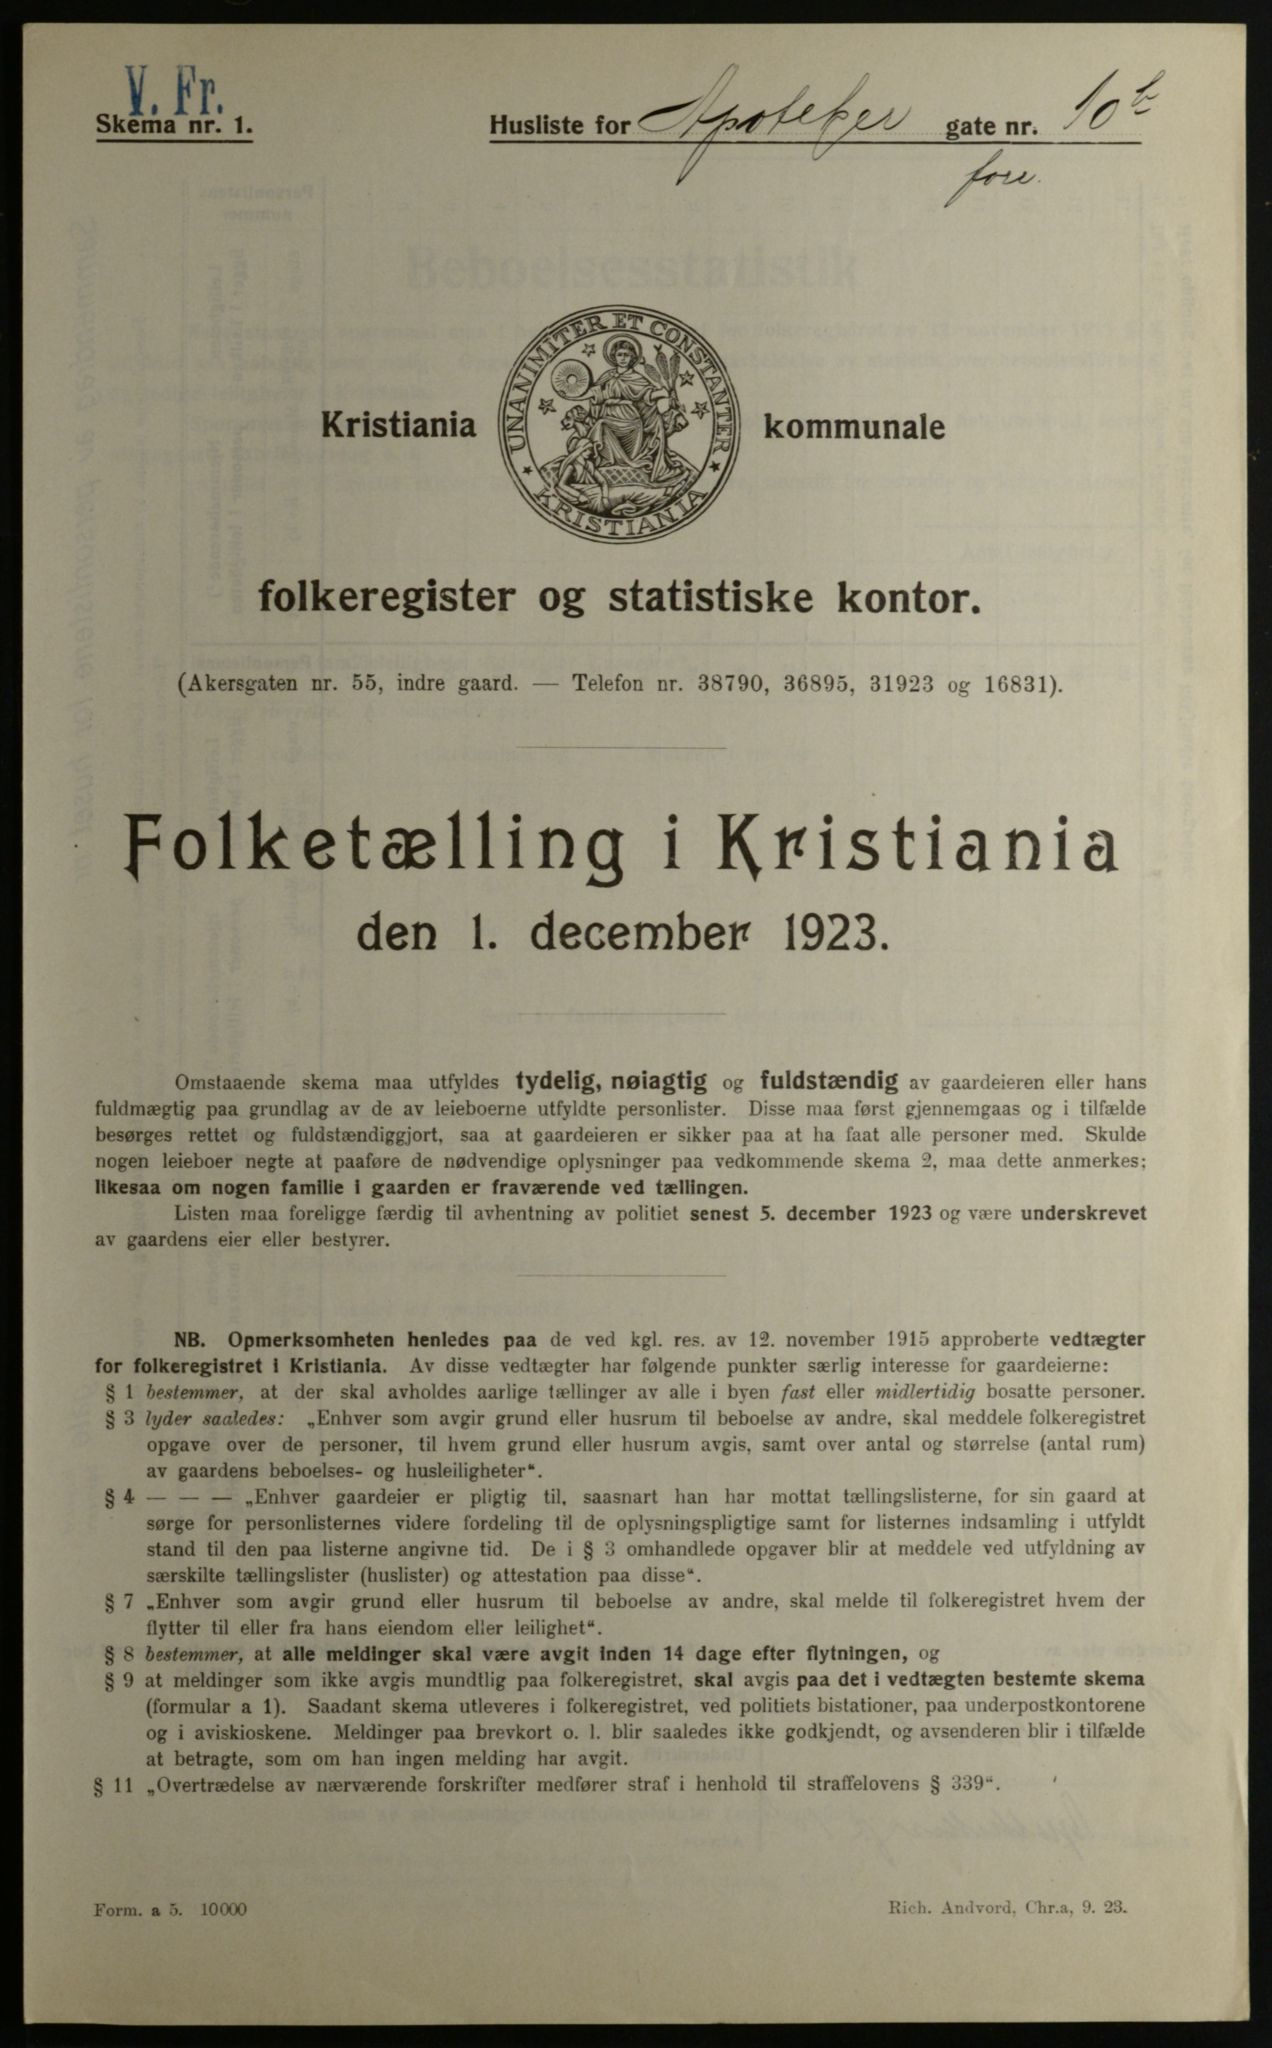 V. Fr.
Skema nr. 1.
Husliste for Apoteker gate nr. 10 b
fore.
Kristiania kommunale
UNANIMITER ET CONSTANTER
KRISTIANIA
folkeregister og statistiske kontor.
(Akersgaten nr. 55, indre gaard. — Telefon nr. 38790, 36895, 31923 og 16831).
Folketælling i Kristiania
den 1. december 1923.
Omstaaende skema maa utfyldes tydelig, nøiagtig og fuldstændig av gaardeieren eller hans
fuldmægtig paa grundlag av de av leieboerne utfyldte personlister. Disse maa først gjennemgaas og i tilfælde
besørges rettet og fuldstændiggjort, saa at gaardeieren er sikker paa at ha faat alle personer med. Skulde
nogen leieboer negte at paaføre de nødvendige oplysninger paa vedkommende skema 2, maa dette anmerkes;
likesaa om nogen familie i gaarden er fraværende ved tællingen.
Listen maa foreligge færdig til avhentning av politiet senest 5. december 1923 og være underskrevet
av gaardens eier eller bestyrer.
NB. Opmerksomheten henledes paa de ved kgl. res. av 12. november 1915 approberte vedtægter
for folkeregistret i Kristiania. Av disse vedtægter har følgende punkter særlig interesse for gaardeierne:
§ 1 bestemmer, at der skal avholdes aarlige tællinger av alle i byen fast eller midlertidig bosatte personer.
§ 3 lyder saaledes: „Enhver som avgir grund eller husrum til beboelse av andre, skal meddele folkeregistret
opgave over de personer, til hvem grund eller husrum avgis, samt over antal og størrelse (antal rum)
av gaardens beboelses- og husleiligheter“.
§ 4 — — — „Enhver gaardeier er pligtig til, saasnart han har mottat tællingslisterne, for sin gaard at
sørge for personlisternes videre fordeling til de oplysningspligtige samt for listernes indsamling i utfyldt
stand til den paa listerne angivne tid. De i § 3 omhandlede opgaver blir at meddele ved utfyldning av
særskilte tællingslister (huslister) og attestation paa disse“.
§ 7 „Enhver som avgir grund eller husrum til beboelse av andre, skal melde til folkeregistret hvem der
flytter til eller fra hans eiendom eller leilighet“.
§ 8 bestemmer, at alle meldinger skal være avgit inden 14 dage efter flytningen, og
§ 9 at meldinger som ikke avgis mundtlig paa folkeregistret, skal avgis paa det i vedtægten bestemte skema
(formular a 1). Saadant skema utleveres i folkeregistret, ved politiets bistationer, paa underpostkontorene
og i aviskioskene. Meldinger paa brevkort o. l. blir saaledes ikke godkjendt, og avsenderen blir i tilfælde
at betragte, som om han ingen melding har avgit.
§ 11 „Overtrædelse av nærværende forskrifter medfører straf i henhold til straffelovens § 339“.
Form. a 5. 10000
Rich. Andvord, Chr.a, 9. 23.